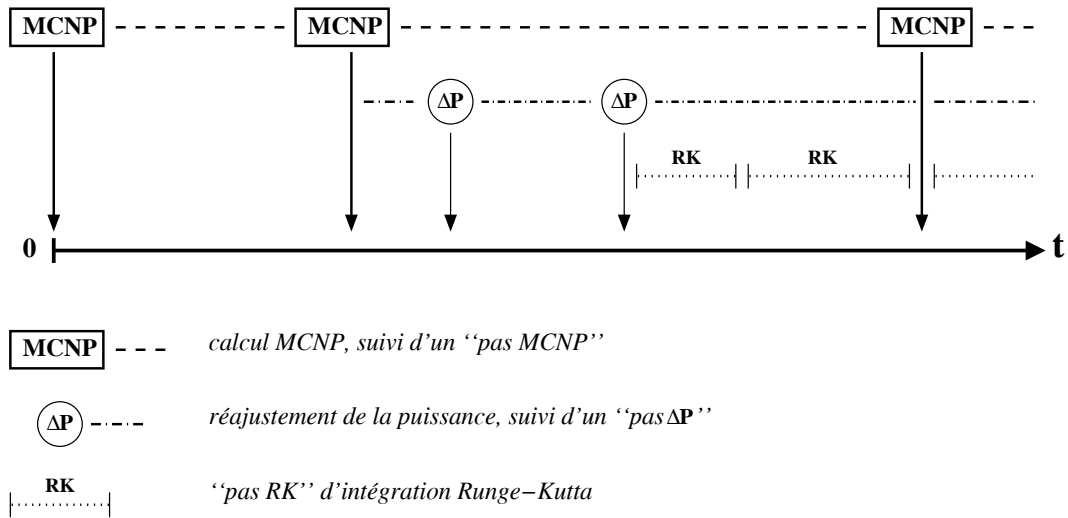 MCNP MCNP MCNP
ΔP ΔP
RK RK
0 t
MCNP calcul MCNP, suivi d'un ‘‘pas MCNP’’
ΔP réajustement de la puissance, suivi d'un ‘‘pas ΔP’’
RK ‘‘pas RK’’ d'intégration Runge−Kutta